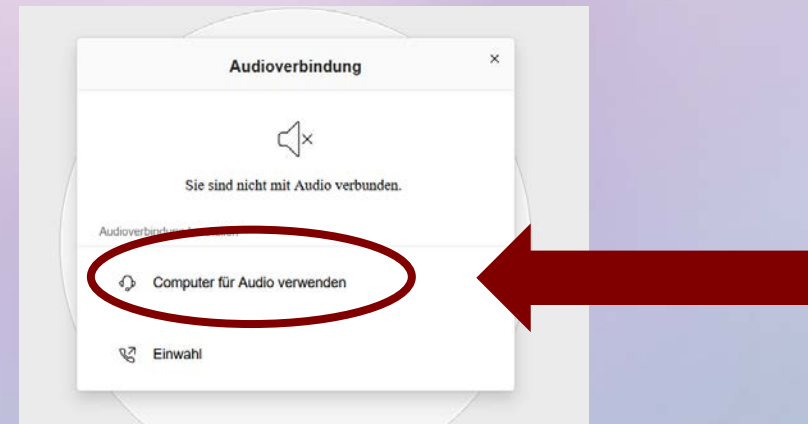 Audioverbindung
Sie sind nicht mit Audio verbunden.
Computer für Audio verwenden
Einwahl